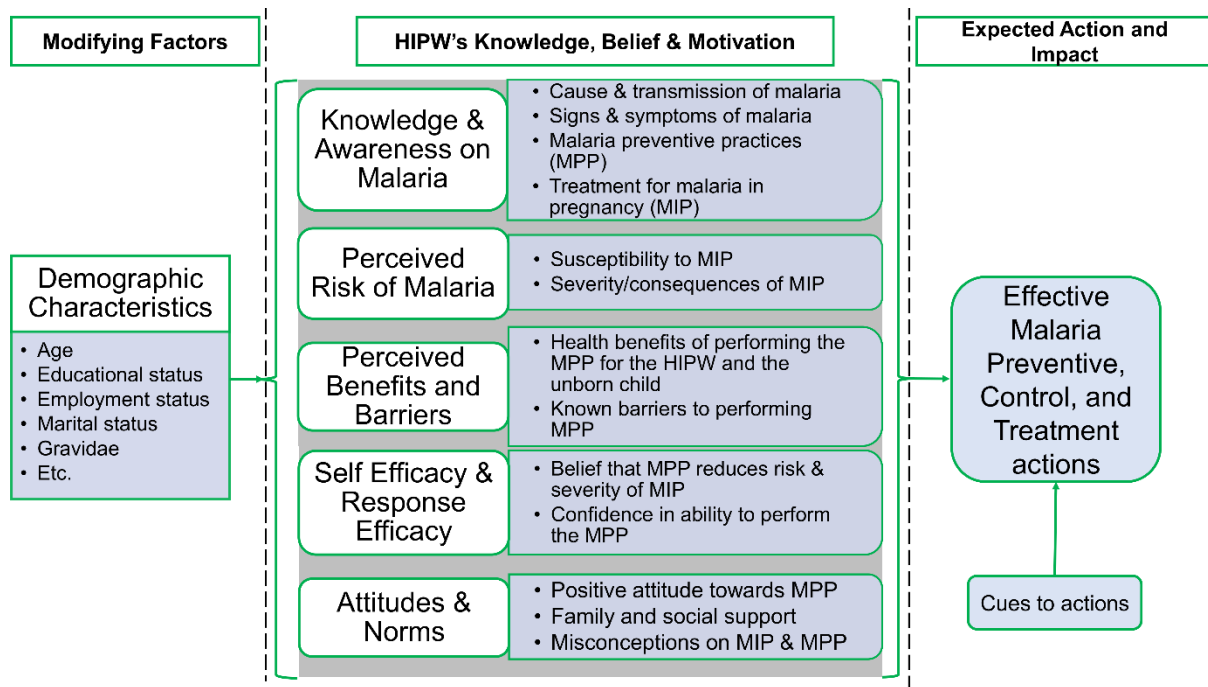 Modifying Factors
HIPW's Knowledge, Belief & Motivation
Expected Action and
Impact
Demographic
Characteristics
• Age
• Educational status
• Employment status
• Marital status
• Gravidae
• Etc.
Knowledge &
Awareness on
Malaria
• Cause & transmission of malaria
• Signs & symptoms of malaria
• Malaria preventive practices
(MPP)
• Treatment for malaria in
pregnancy (MIP)
Perceived
Risk of Malaria
• Susceptibility to MIP
• Severity/consequences of MIP
Perceived
Benefits and
Barriers
• Health benefits of performing the
MPP for the HIPW and the
unborn child
• Known barriers to performing
MPP
Self Efficacy &
Response
Efficacy
• Belief that MPP reduces risk &
severity of MIP
• Confidence in ability to perform
the MPP
Attitudes &
Norms
• Positive attitude towards MPP
• Family and social support
• Misconceptions on MIP & MPP
Effective
Malaria
Preventive,
Control, and
Treatment
actions
Cues to actions